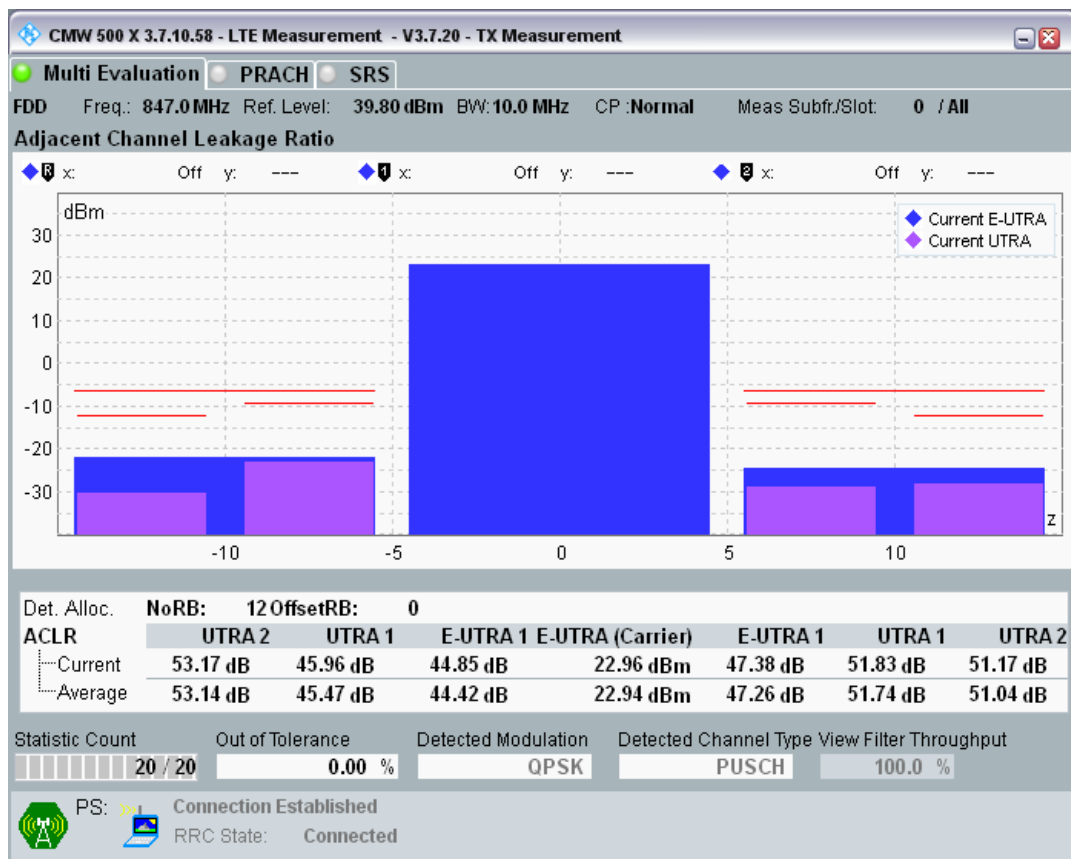 CMW 500 X 3.7.10.58 - LTE Measurement - V3.7.20 - TX Measurement
Multi Evaluation PRACH SRS
FDD Freq.: 847.0 MHz Ref. Level: 39.80 dBm BW: 10.0 MHz CP :Normal Meas Subfr./Slot: 0 / All
Adjacent Channel Leakage Ratio
R x: Off y: --- 1 x: Off y: --- 2 x: Off y: ---
dBm
Current E-UTRA
Current UTRA
30
20
10
0
-10
-20
-30
z
-10 -5 0 5 10
Det. Alloc. NoRB: 12 OffsetRB: 0
ACLR UTRA 2 UTRA 1 E-UTRA 1 E-UTRA (Carrier) E-UTRA 1 UTRA 1 UTRA 2
Current 53.17 dB 45.96 dB 44.85 dB 22.96 dBm 47.38 dB 51.83 dB 51.17 dB
Average 53.14 dB 45.47 dB 44.42 dB 22.94 dBm 47.26 dB 51.74 dB 51.04 dB
Statistic Count Out of Tolerance Detected Modulation Detected Channel Type View Filter Throughput
20 / 20 0.00 % QPSK PUSCH 100.0 %
PS: Connection Established
RRC State: Connected